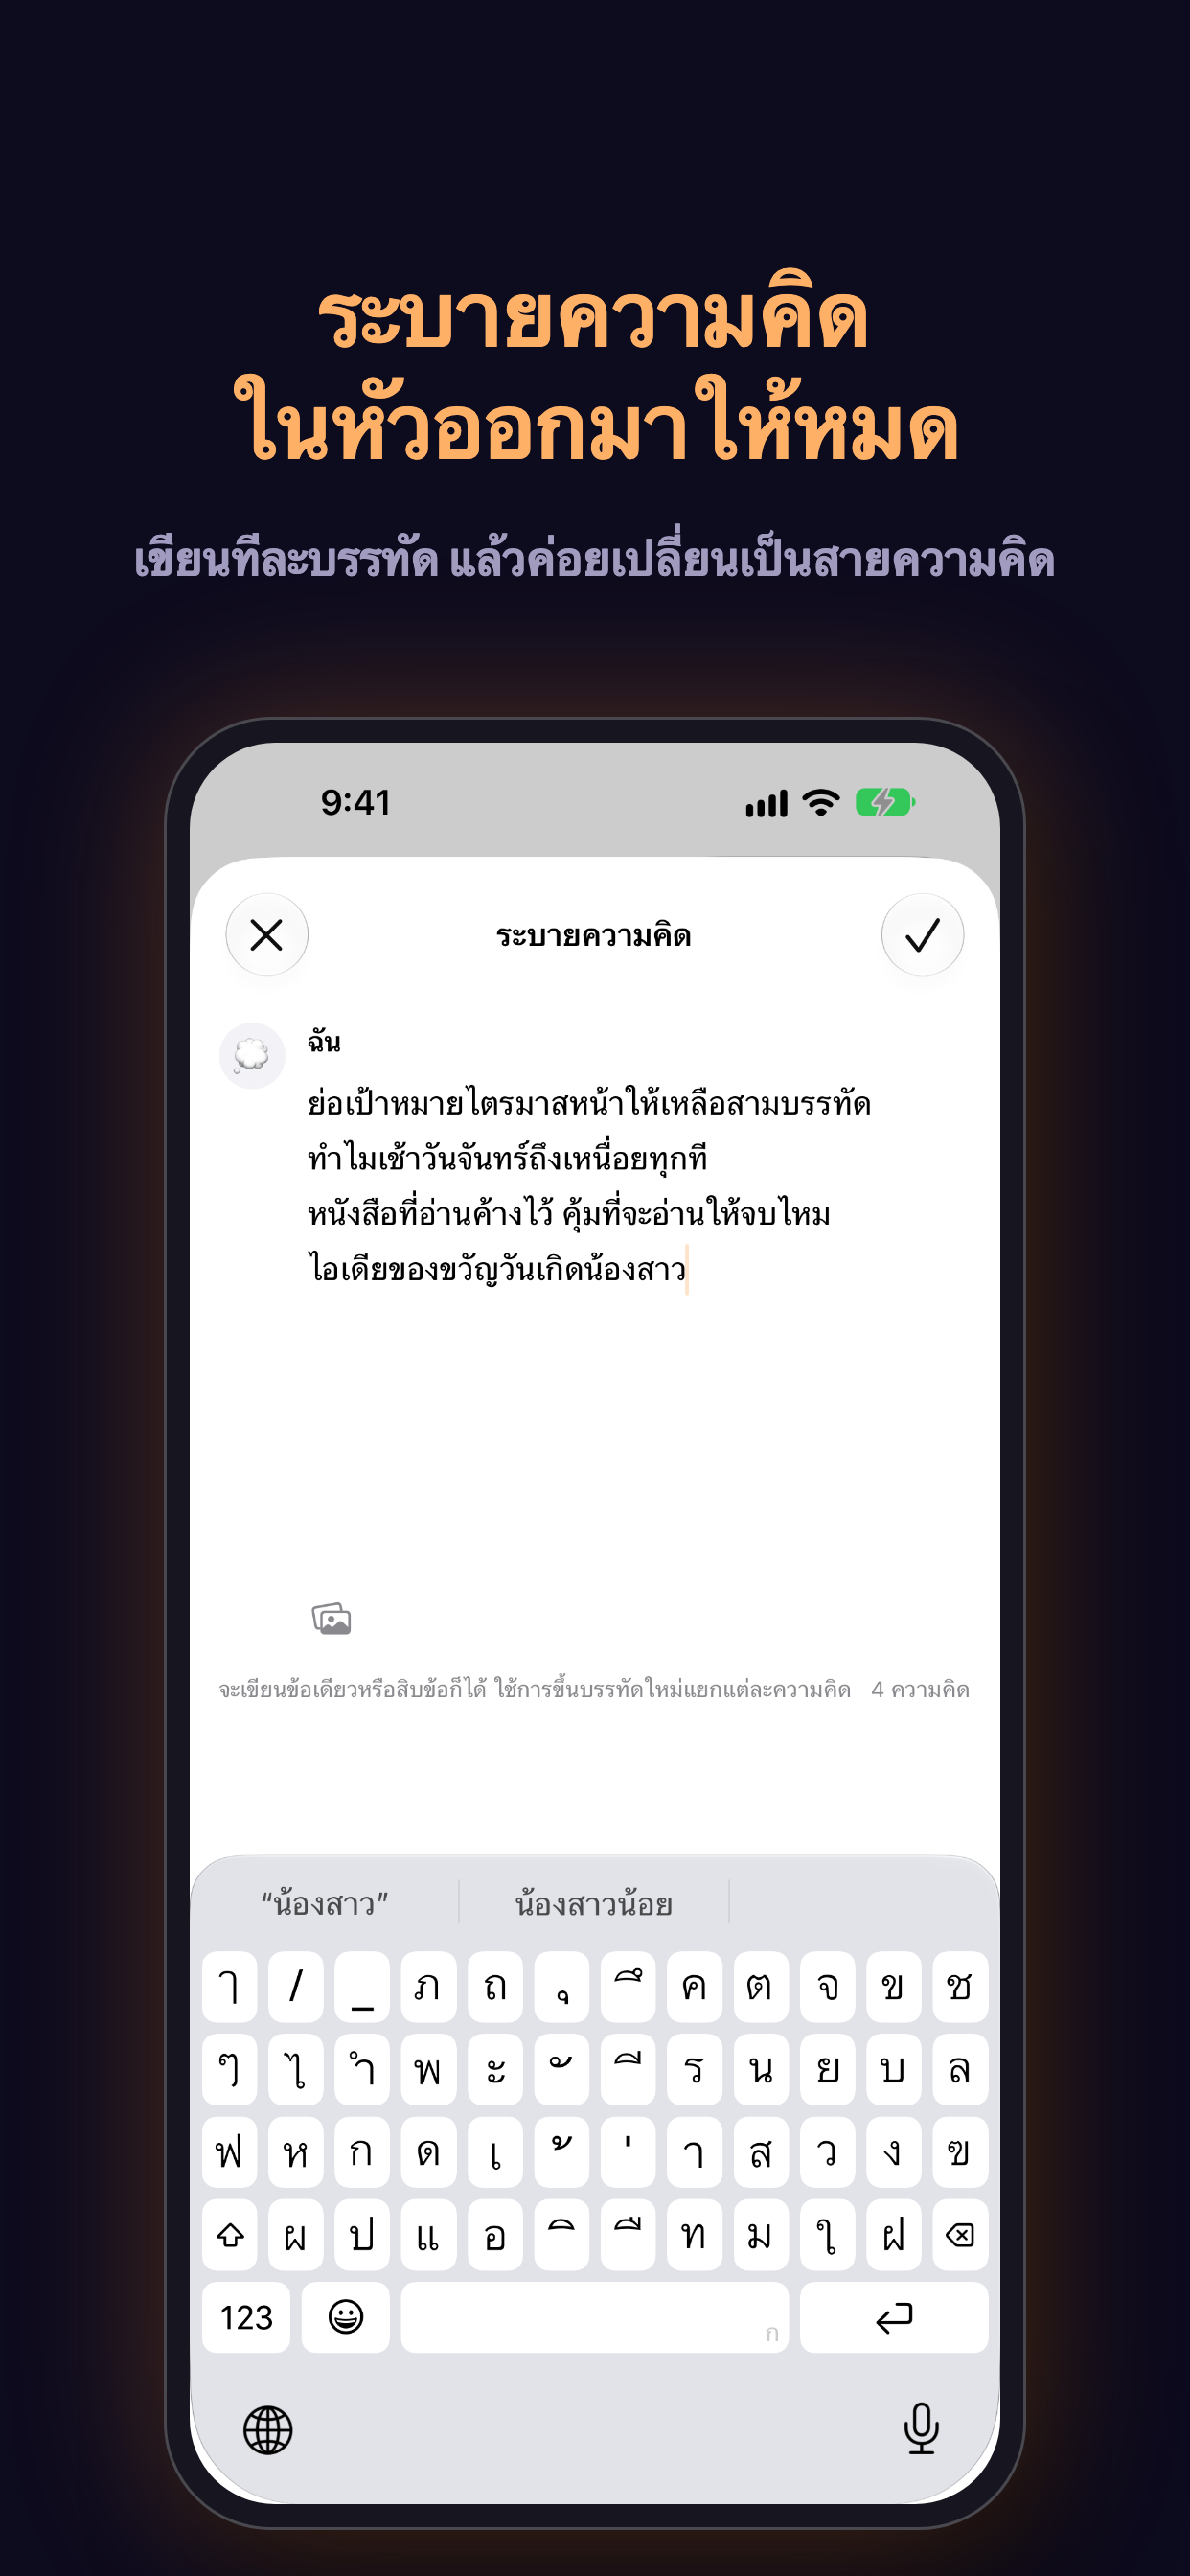 ระบายความคิด
ในหัวออกมาให้หมด
เขียนทีละบรรทัด แล้วค่อยเปลี่ยนเป็นสายความคิด
9:41
ระบายความคิด
ฉัน
ย่อเป้าหมายไตรมาสหน้าให้เหลือสามบรรทัด
ทำไมเช้าวันจันทร์ถึงเหนื่อยทุกที
หนังสือที่อ่านค้างไว้ คุ้มที่จะอ่านให้จบไหม
ไอเดียของขวัญวันเกิดน้องสาว
จะเขียนข้อเดียวหรือสิบข้อก็ได้ ใช้การขึ้นบรรทัดใหม่แยกแต่ละความคิด 4 ความคิด
“น้องสาว” น้องสาวน้อย
ๅ / _ ภ ถ ุ ึ ค ต จ ข ช
ๆ ไ ำ พ ะ ั ี ร น ย บ ล
ฟ ห ก ด เ ้ ่ า ส ว ง ฃ
ผ ป แ อ ิ ื ท ม ใ ฝ
123 ก